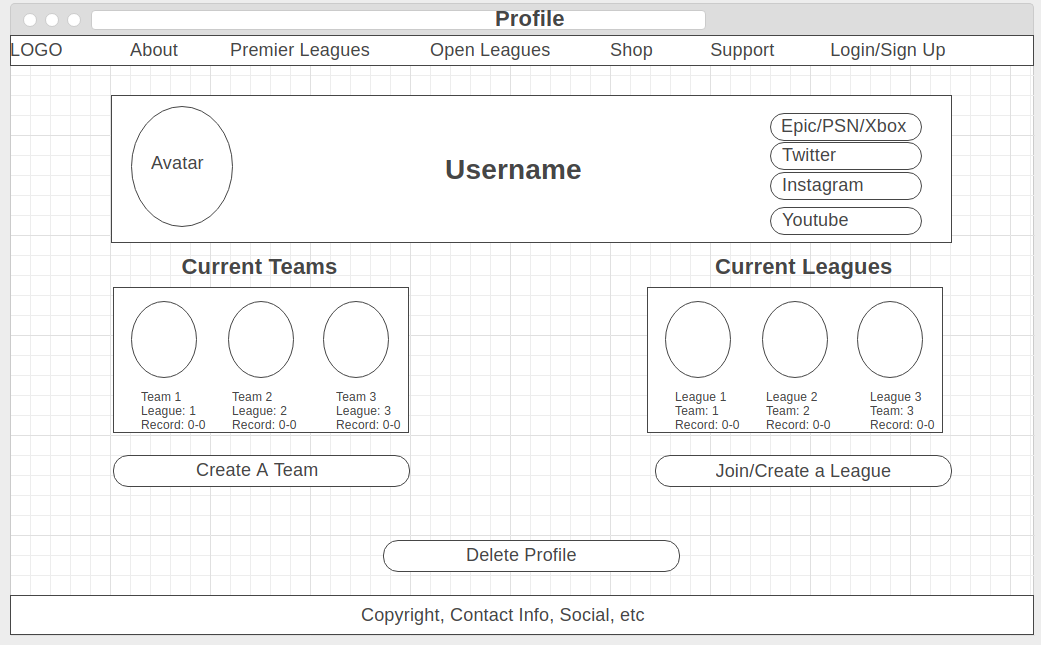 Profile
LOGO About Premier Leagues Open Leagues Shop Support Login/Sign Up
Avatar
Username
Epic/PSN/Xbox
Twitter
Instagram
Youtube
Current Teams
Team 1 Team 2 Team 3
League: 1 League: 2 League: 3
Record: 0-0 Record: 0-0 Record: 0-0
Create A Team
Current Leagues
League 1 League 2 League 3
Team: 1 Team: 2 Team: 3
Record: 0-0 Record: 0-0 Record: 0-0
Join/Create a League
Delete Profile
Copyright, Contact Info, Social, etc